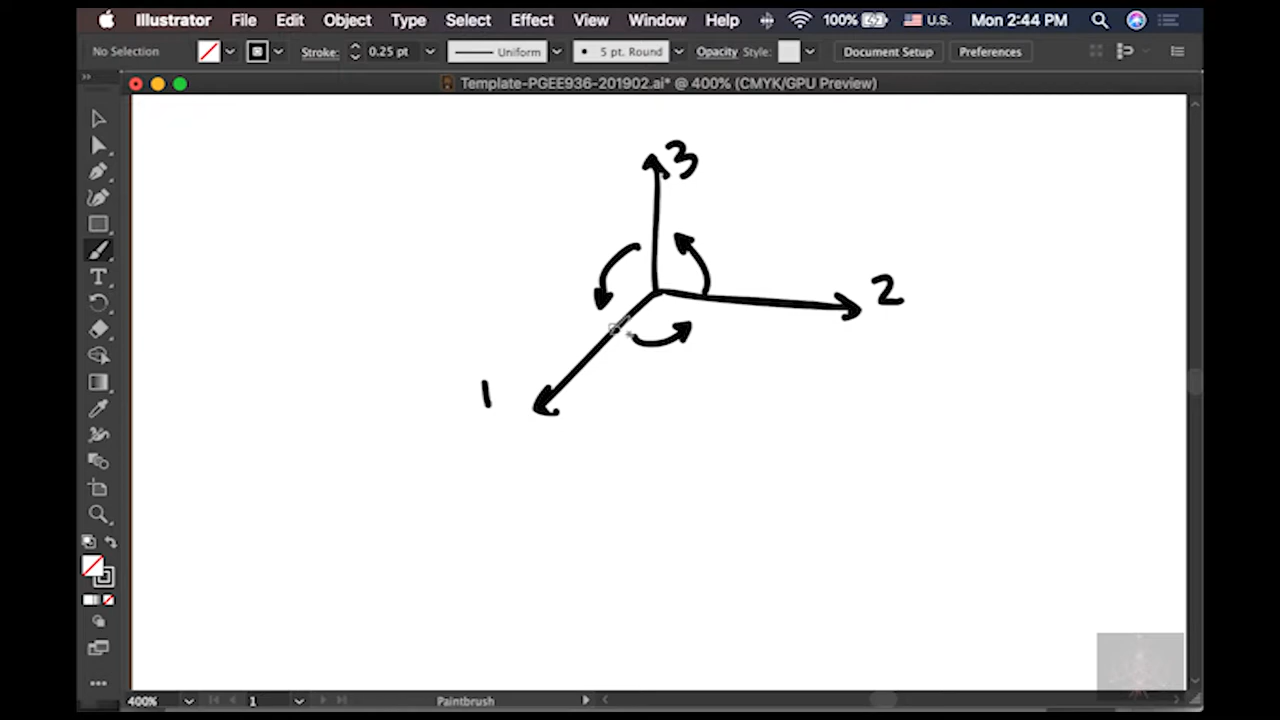 Illustrator File Edit Object Type Select Effect View Window Help 100% U.S. Mon 2:44 PM
No Selection Stroke: 0.25 pt Uniform 5 pt. Round Opacity Style: Document Setup Preferences
Template-PGEE936-201902.ai* @ 400% (CMYK/GPU Preview)
3
2
1
400% 1 Paintbrush